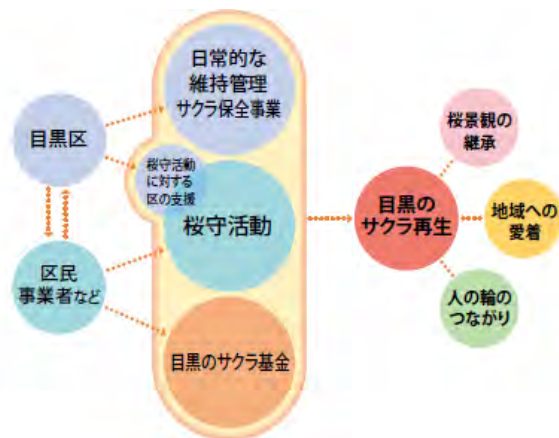 目黒区
区民
事業者など
日常的な
維持管理
サクラ保全事業
桜守活動
に対する
区の支援
桜守活動
目黒のサクラ基金
目黒の
サクラ再生
桜景観の
継承
地域への
愛着
人の輪の
つながり